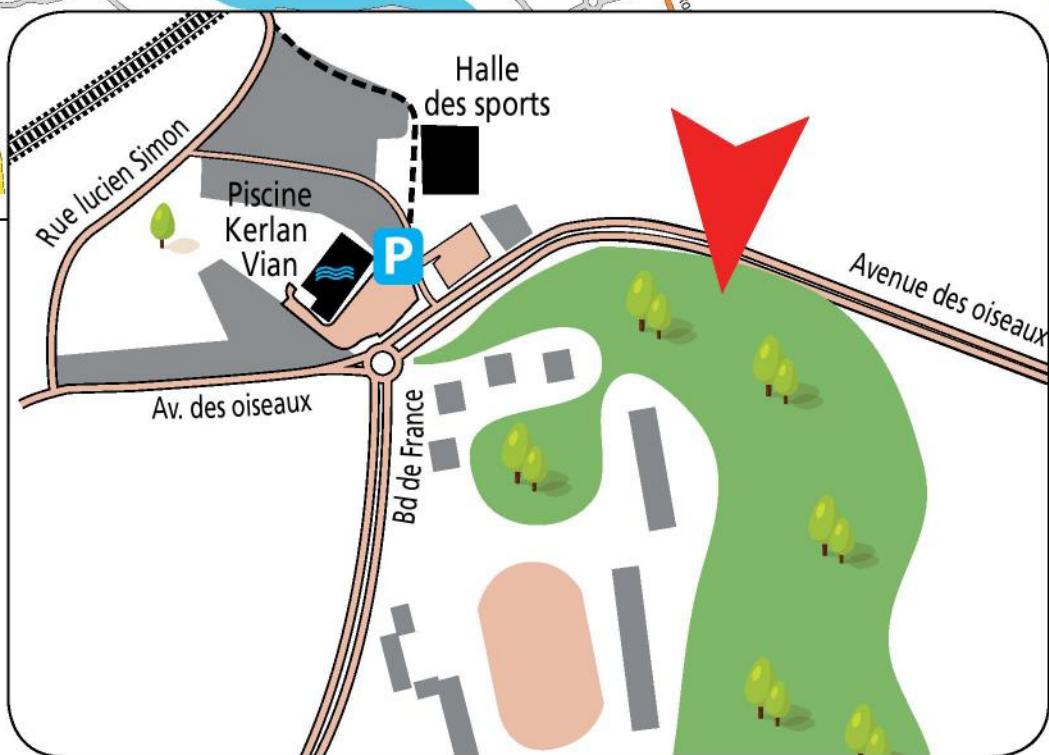 Halle
des sports
Rue lucien Simon
Piscine
Kerlan
Vian
P
Avenue des oiseaux
Av. des oiseaux
Bd de France